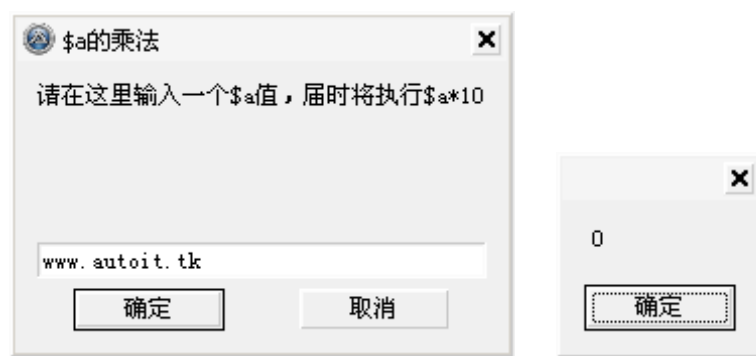 $a的乘法
请在这里输入一个$a值，届时将执行$a*10
www.autoit.tk
确定
取消
0
确定